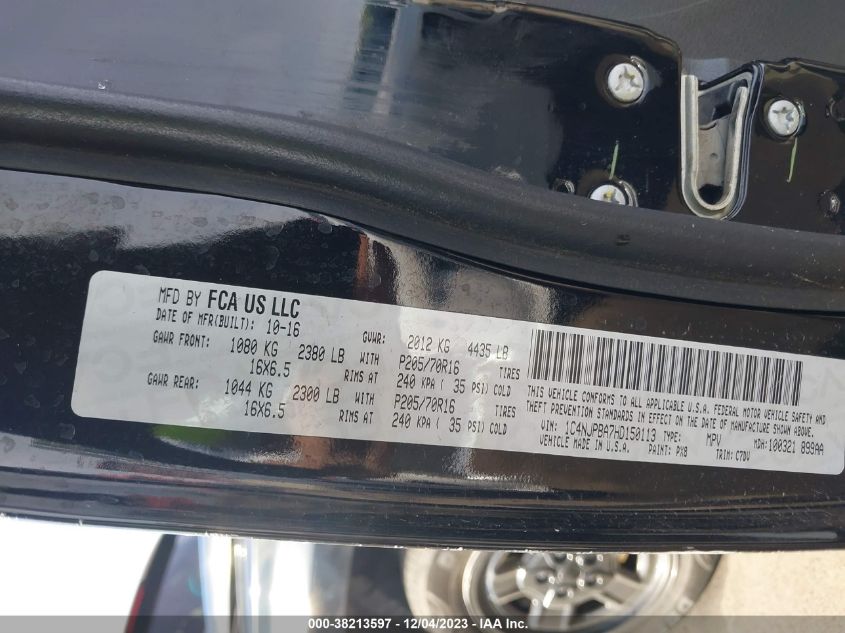 MFD BY FCA US LLC
DATE OF MFR(BUILT): 10-16
GVWR: 2012 KG 4435 LB
GAWR FRONT: 1080 KG 2380 LB WITH P205/70R16 TIRES
16X6.5 RIMS AT 240 KPA ( 35 PSI) COLD
GAWR REAR: 1044 KG 2300 LB WITH P205/70R16 TIRES
16X6.5 RIMS AT 240 KPA ( 35 PSI) COLD
THIS VEHICLE CONFORMS TO ALL APPLICABLE U.S.A. FEDERAL MOTOR VEHICLE SAFETY AND
THEFT PREVENTION STANDARDS IN EFFECT ON THE DATE OF MANUFACTURE SHOWN ABOVE.
VIN: 1C4NJPBA7HD150113 TYPE: MPV MDH:100321 899AA
VEHICLE MADE IN U.S.A. PAINT: PX8 TRIM: C7DV
000-38213597 - 12/04/2023 - IAA Inc.